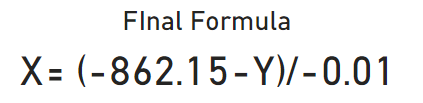 FInal Formula
X= (-862.15-Y)/-0.01